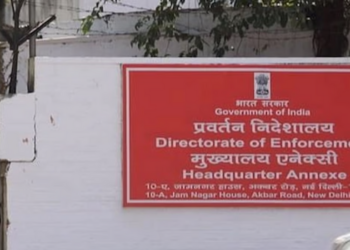 भारत सरकार
Government of India
प्रवर्तन निदेशालय
Directorate of Enforceme
मुख्यालय एनेक्सी
Headquarter Annexe
10-ए, जामनगर हाउस, अकबर रोड़, नई दिल्ली-
10-A, Jam Nagar House, Akbar Road, New Delhi